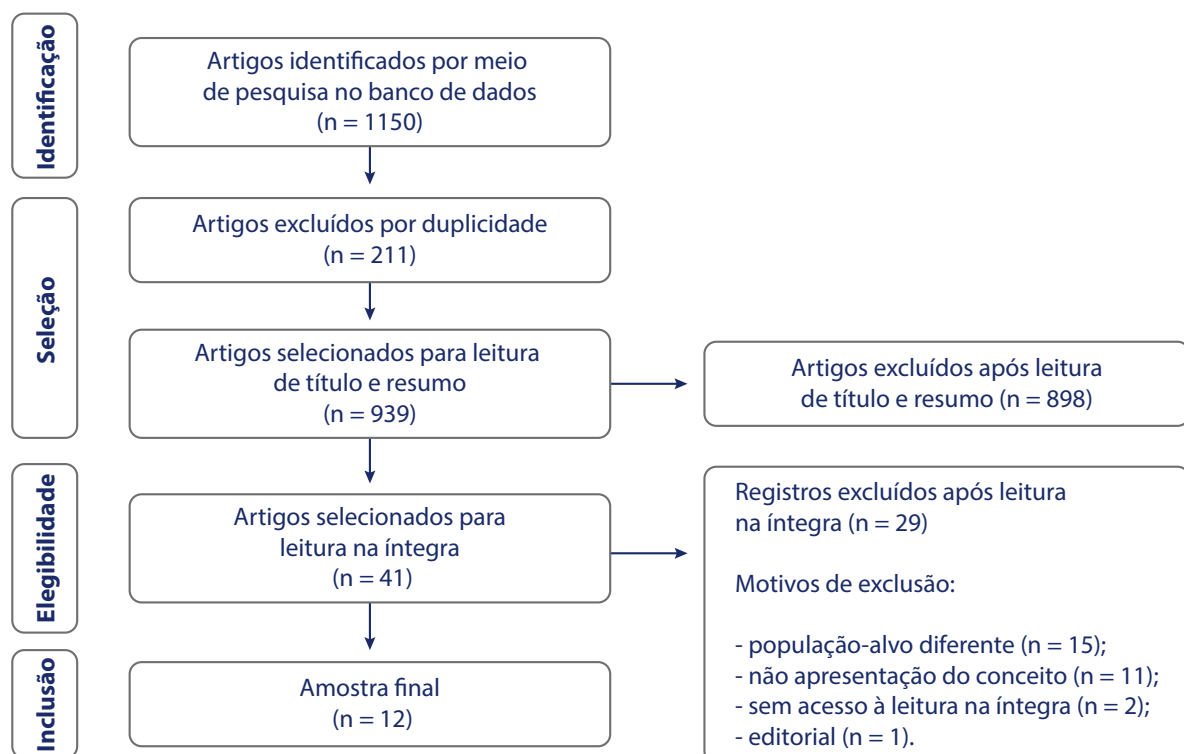 Identificação
Artigos identificados por meio
de pesquisa no banco de dados
(n = 1150)
Seleção
Artigos excluídos por duplicidade
(n = 211)
Artigos selecionados para leitura
de título e resumo
(n = 939)
Artigos excluídos após leitura
de título e resumo (n = 898)
Elegibilidade
Artigos selecionados para
leitura na íntegra
(n = 41)
Registros excluídos após leitura
na íntegra (n = 29)
Motivos de exclusão:
- população-alvo diferente (n = 15);
- não apresentação do conceito (n = 11);
- sem acesso à leitura na íntegra (n = 2);
- editorial (n = 1).
Inclusão
Amostra final
(n = 12)